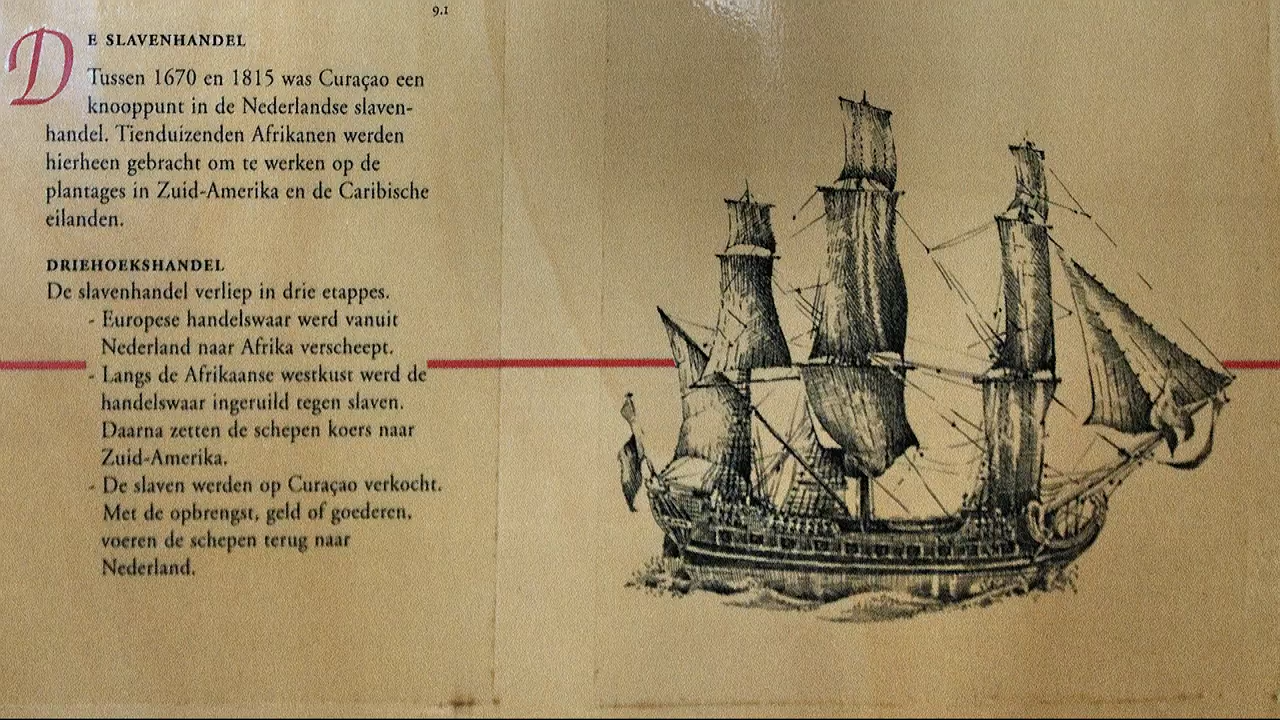 9.1
DE SLAVENHANDEL
Tussen 1670 en 1815 was Curaçao een
knooppunt in de Nederlandse slaven-
handel. Tienduizenden Afrikanen werden
hierheen gebracht om te werken op de
plantages in Zuid-Amerika en de Caribische
eilanden.
DRIEHOEKSHANDEL
De slavenhandel verliep in drie etappes.
- Europese handelswaar werd vanuit
Nederland naar Afrika verscheept.
- Langs de Afrikaanse westkust werd de
handelswaar ingeruild tegen slaven.
Daarna zetten de schepen koers naar
Zuid-Amerika.
- De slaven werden op Curaçao verkocht.
Met de opbrengst, geld of goederen,
voeren de schepen terug naar
Nederland.